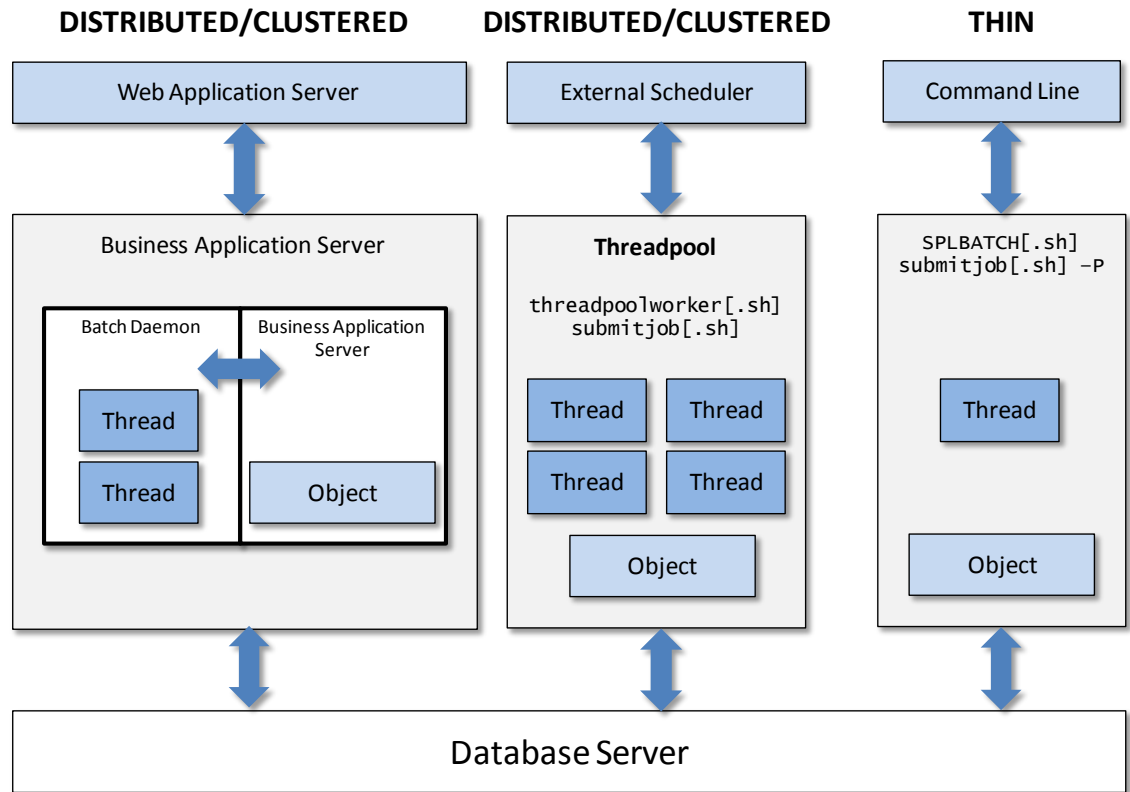 DISTRIBUTED/CLUSTERED
DISTRIBUTED/CLUSTERED
THIN
Web Application Server
External Scheduler
Command Line
Business Application Server
Batch Daemon
Business Application
Server
Thread
Thread
Object
Threadpool
threadpoolworker[.sh]
submitjob[.sh]
Thread
Thread
Thread
Thread
Object
SPLBATCH[.sh]
submitjob[.sh] –P
Thread
Object
Database Server